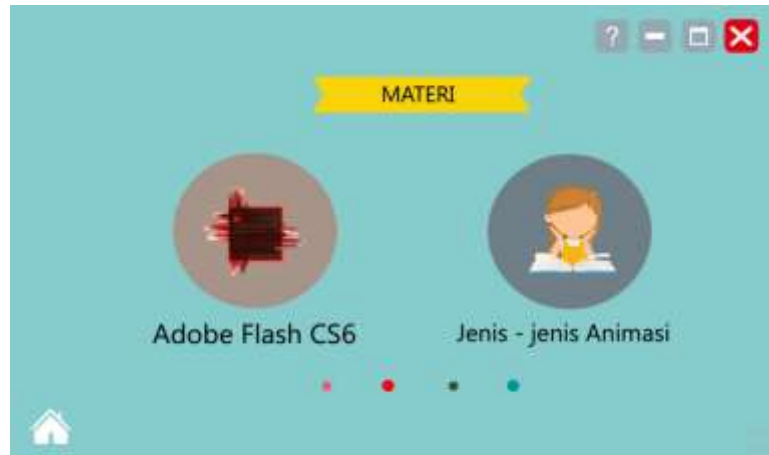 ?
MATERI
Adobe Flash CS6
Jenis - jenis Animasi